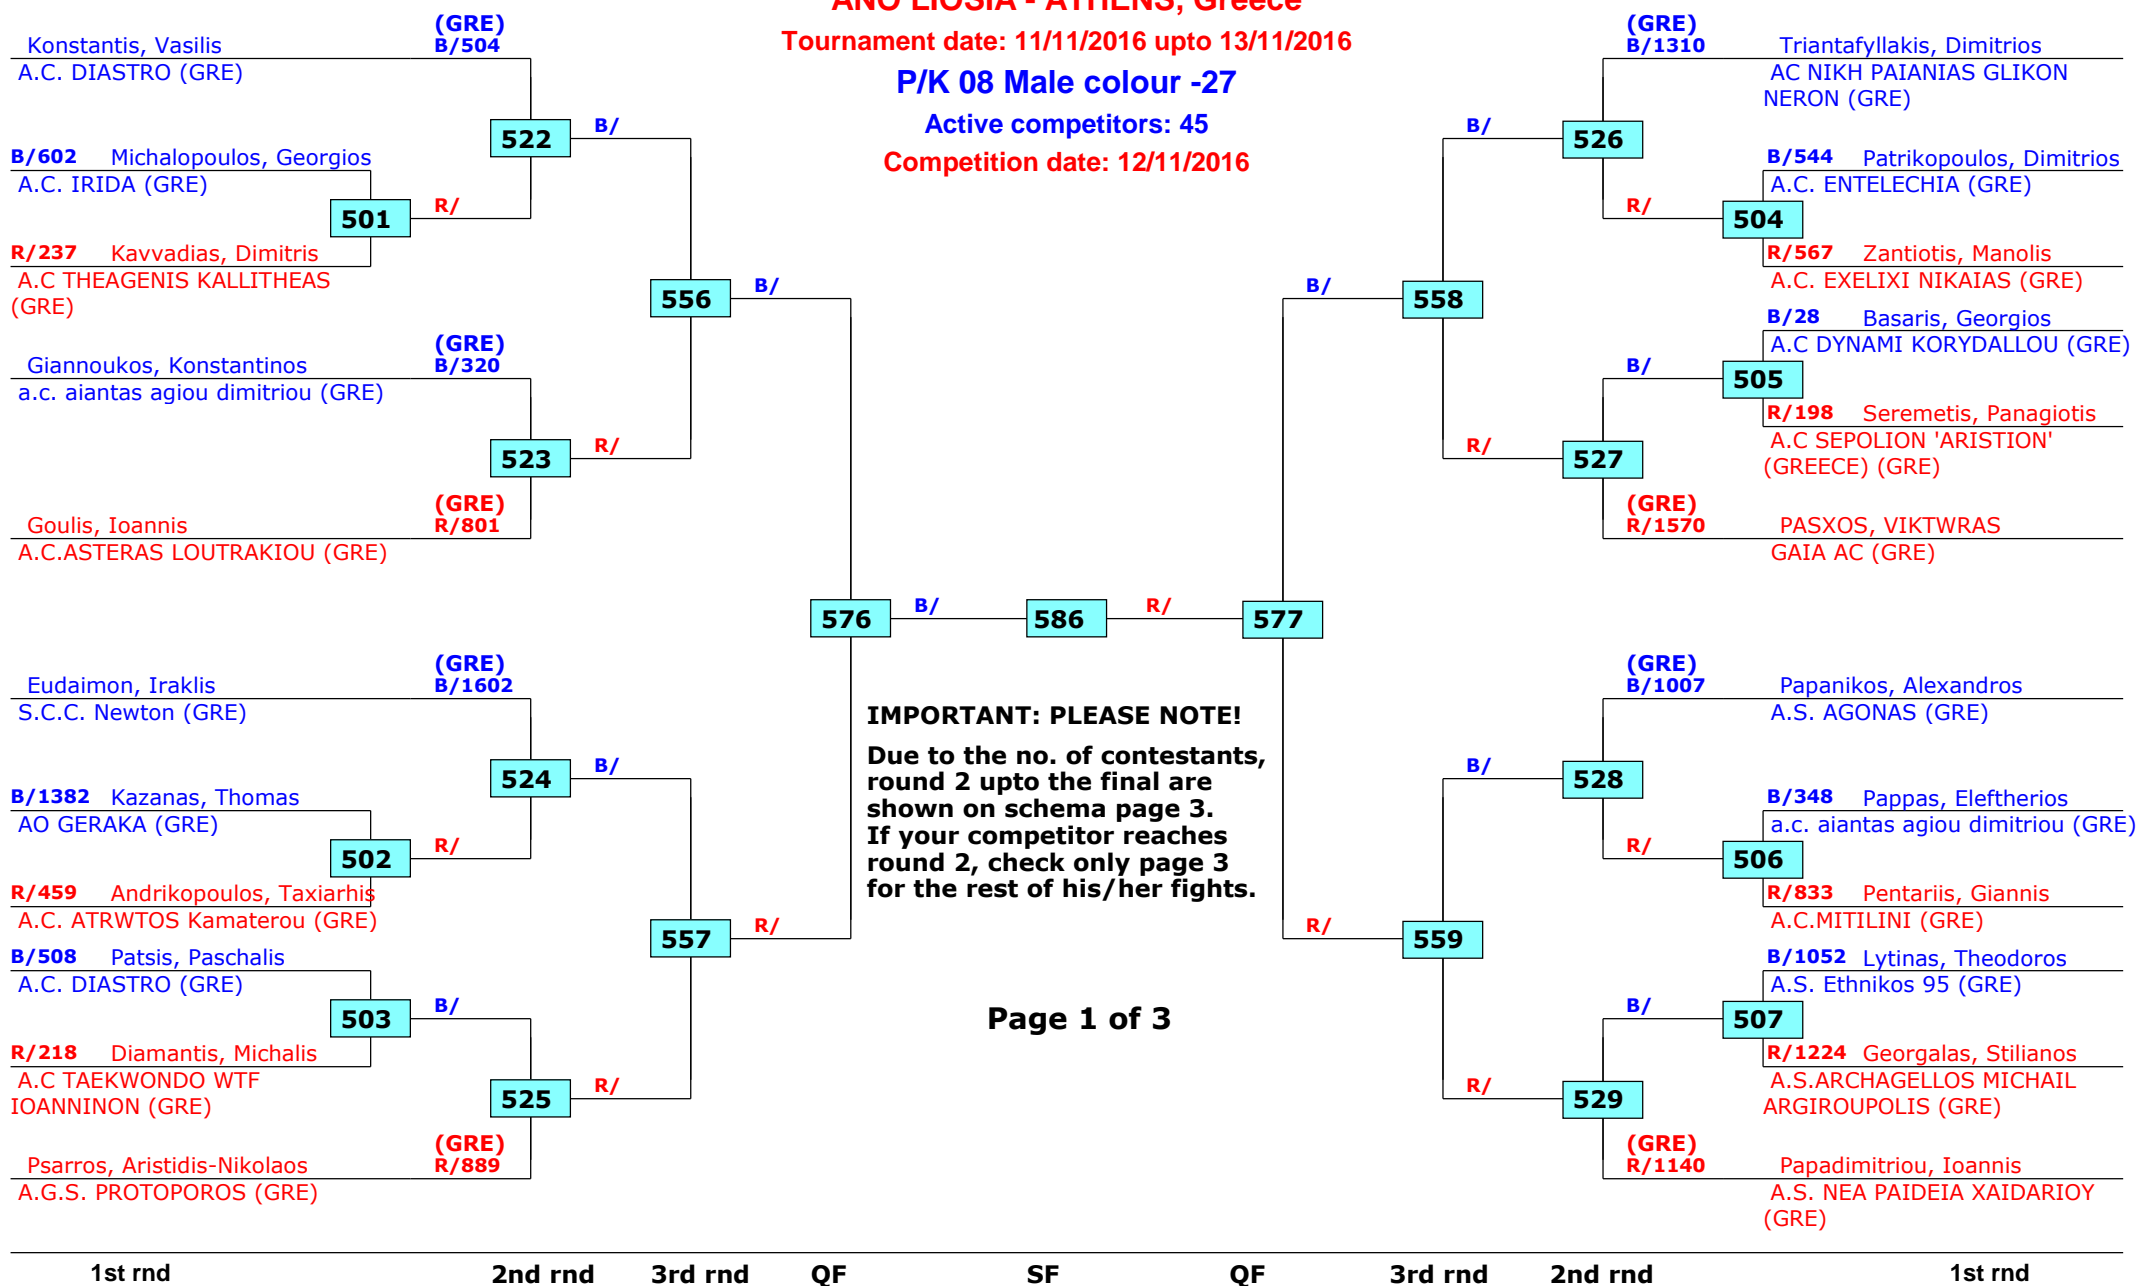 ANO LIOSIA - ATHENS, Greece
Tournament date: 11/11/2016 upto 13/11/2016
P/K 08 Male colour -27
Active competitors: 45
Competition date: 12/11/2016
Konstantis, Vasilis
(GRE)
B/504
A.C. DIASTRO (GRE)
522
B/
B/602 Michalopoulos, Georgios
A.C. IRIDA (GRE)
501
R/
R/237 Kavvadias, Dimitris
A.C THEAGENIS KALLITHEAS
(GRE)
556
B/
Giannoukos, Konstantinos
(GRE)
B/320
a.c. aiantas agiou dimitriou (GRE)
523
R/
Goulis, Ioannis
(GRE)
R/801
A.C.ASTERAS LOUTRAKIOU (GRE)
576
B/
586
R/
577
Eudaimon, Iraklis
(GRE)
B/1602
S.C.C. Newton (GRE)
524
B/
B/1382 Kazanas, Thomas
AO GERAKA (GRE)
502
R/
R/459 Andrikopoulos, Taxiarhis
A.C. ATRWTOS Kamaterou (GRE)
557
R/
B/508 Patsis, Paschalis
A.C. DIASTRO (GRE)
503
B/
R/218 Diamantis, Michalis
A.C TAEKWONDO WTF
IOANNINON (GRE)
525
R/
Psarros, Aristidis-Nikolaos
(GRE)
R/889
A.G.S. PROTOPOROS (GRE)
IMPORTANT: PLEASE NOTE!
Due to the no. of contestants,
round 2 upto the final are
shown on schema page 3.
If your competitor reaches
round 2, check only page 3
for the rest of his/her fights.
Page 1 of 3
(GRE)
B/1310
Triantafyllakis, Dimitrios
AC NIKH PAIANIAS GLIKON
NERON (GRE)
B/
526
B/544 Patrikopoulos, Dimitrios
A.C. ENTELECHIA (GRE)
R/
504
R/567 Zantiotis, Manolis
A.C. EXELIXI NIKAIAS (GRE)
B/
558
B/28 Basaris, Georgios
A.C DYNAMI KORYDALLOU (GRE)
B/
505
R/198 Seremetis, Panagiotis
A.C SEPOLION 'ARISTION'
(GREECE) (GRE)
R/
527
(GRE)
R/1570
PASXOS, VIKTWRAS
GAIA AC (GRE)
(GRE)
B/1007
Papanikos, Alexandros
A.S. AGONAS (GRE)
B/
528
B/348 Pappas, Eleftherios
a.c. aiantas agiou dimitriou (GRE)
R/
506
R/833 Pentariis, Giannis
A.C.MITILINI (GRE)
R/
559
B/1052 Lytinas, Theodoros
A.S. Ethnikos 95 (GRE)
B/
507
R/1224 Georgalas, Stilianos
A.S.ARCHAGELLOS MICHAIL
ARGIROUPOLIS (GRE)
R/
529
(GRE)
R/1140
Papadimitriou, Ioannis
A.S. NEA PAIDEIA XAIDARIOY
(GRE)
1st rnd 2nd rnd 3rd rnd QF SF QF 3rd rnd 2nd rnd 1st rnd